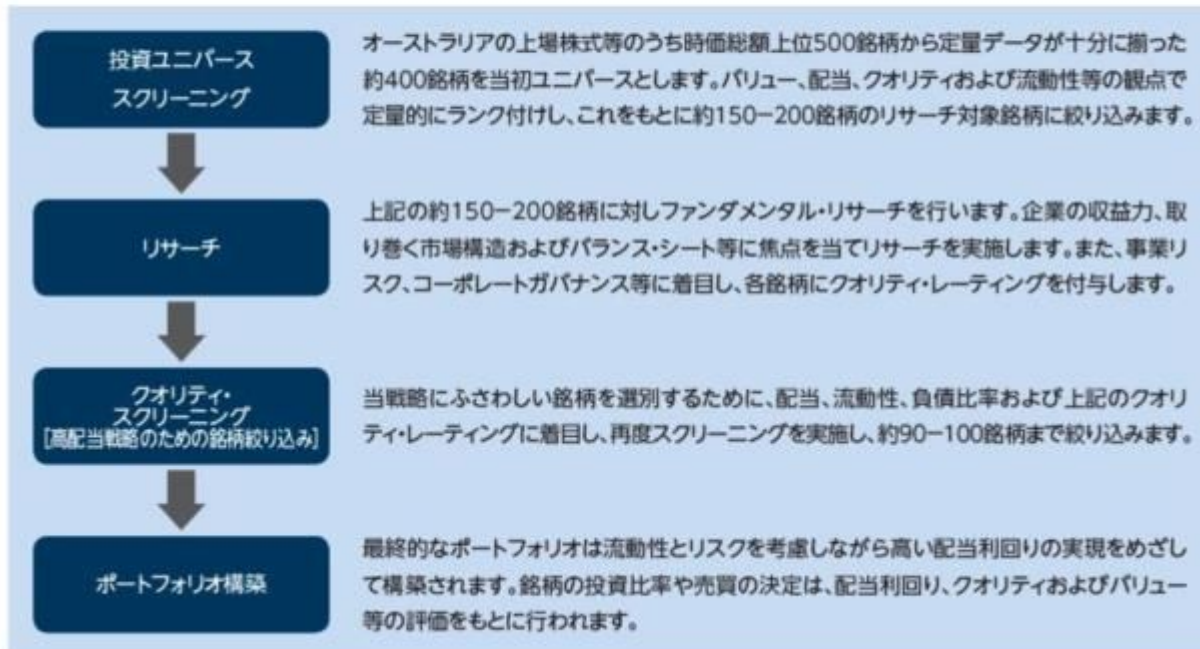 投資ユニバース
スクリーニング
オーストラリアの上場株式等のうち時価総額上位500銘柄から定量データが十分に揃った
約400銘柄を当初ユニバースとします。バリュー、配当、クオリティおよび流動性等の観点で
定量的にランク付けし、これをもとに約150−200銘柄のリサーチ対象銘柄に絞り込みます。
リサーチ
上記の約150−200銘柄に対しファンダメンタル・リサーチを行います。企業の収益力、取
り巻く市場構造およびバランス・シート等に焦点を当てリサーチを実施します。また、事業リ
スク、コーポレートガバナンス等に着目し、各銘柄にクオリティ・レーティングを付与します。
クオリティ・
スクリーニング
[高配当戦略のための銘柄絞り込み]
当戦略にふさわしい銘柄を選別するために、配当、流動性、負債比率および上記のクオリ
ティ・レーティングに着目し、再度スクリーニングを実施し、約90−100銘柄まで絞り込みます。
ポートフォリオ構築
最終的なポートフォリオは流動性とリスクを考慮しながら高い配当利回りの実現をめざし
て構築されます。銘柄の投資比率や売買の決定は、配当利回り、クオリティおよびバリュー
等の評価をもとに行われます。